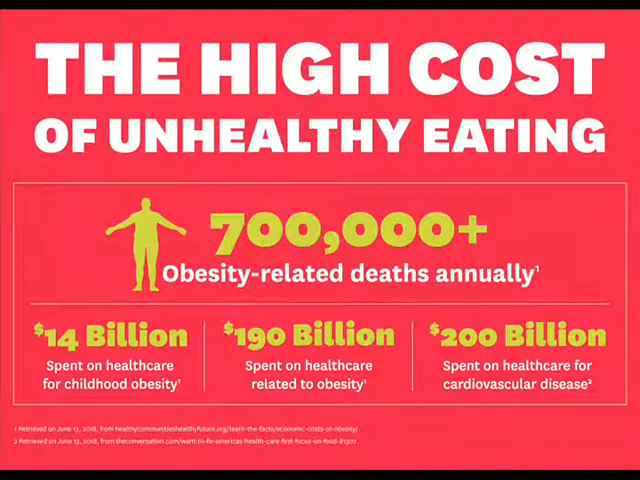 THE HIGH COST
OF UNHEALTHY EATING
700,000+
Obesity-related deaths annually¹
$14 Billion
Spent on healthcare
for childhood obesity¹
$190 Billion
Spent on healthcare
related to obesity¹
$200 Billion
Spent on healthcare for
cardiovascular disease²
1 Retrieved on June 13, 2018, from healthycommunitieshealthyfuture.org/learn-the-facts/economic-costs-of-obesity/
2 Retrieved on June 13, 2018, from theconversation.com/want-to-fix-americas-health-care-first-focus-on-food-81307